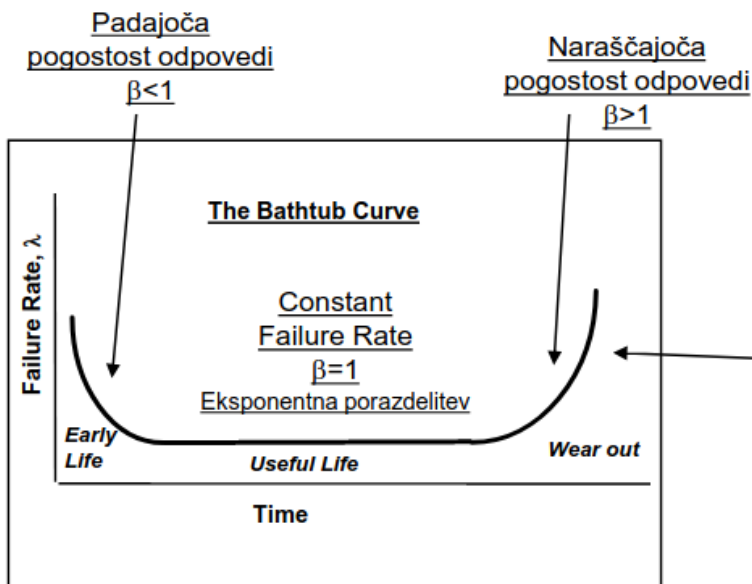 Padajoča
pogostost odpovedi
β<1
Naraščajoča
pogostost odpovedi
β>1
The Bathtub Curve
Failure Rate, λ
Constant
Failure Rate
β=1
Eksponentna porazdelitev
Early
Life
Useful Life
Wear out
Time